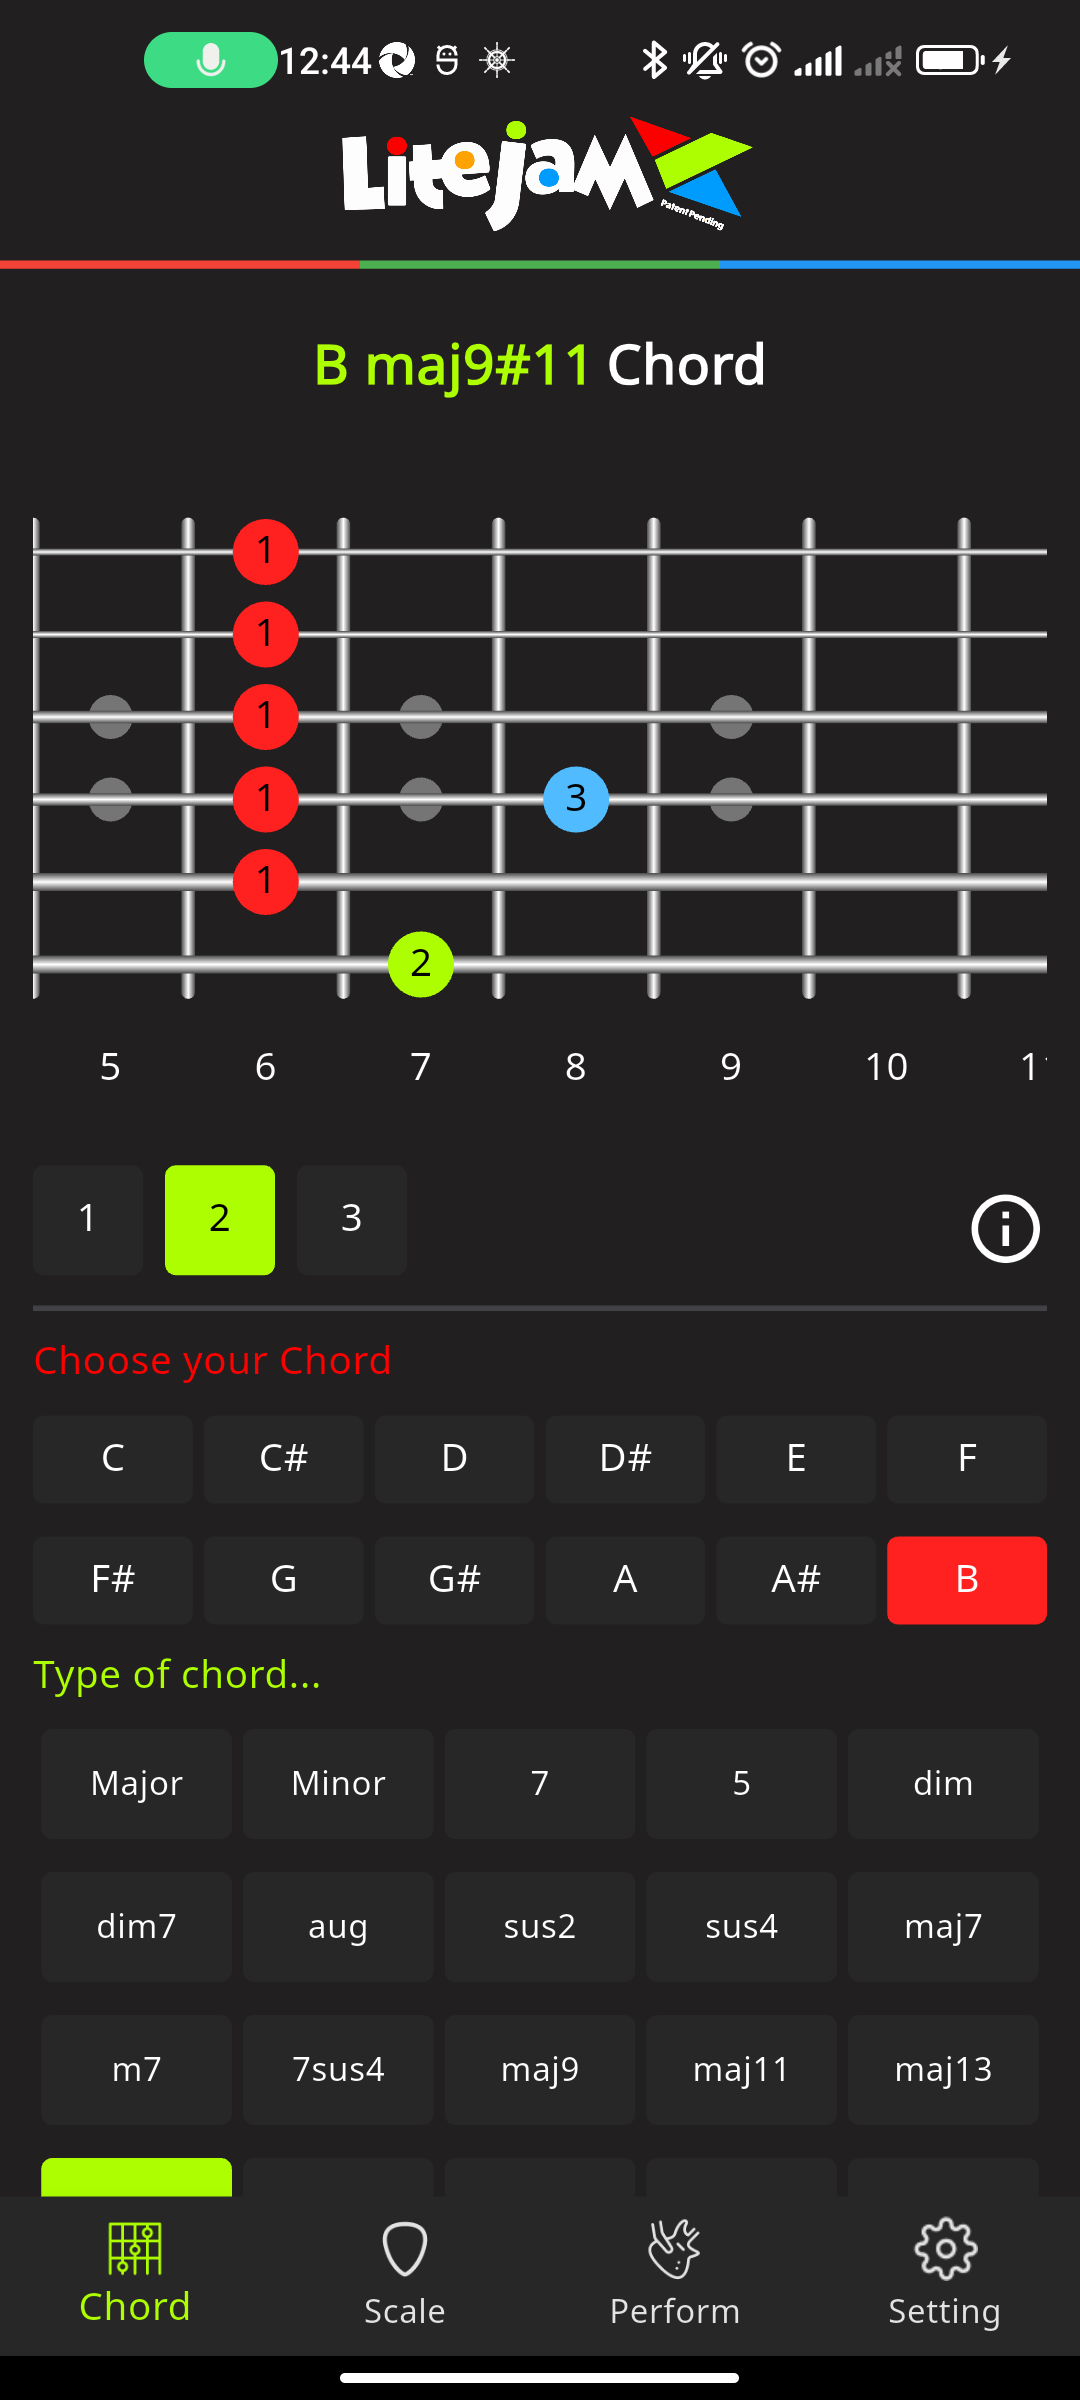 12:44
Litejam
Patent Pending
B maj9#11 Chord
1
1
1
1 3
1
2
5 6 7 8 9 10
1 2 3
Choose your Chord
C C# D D# E F
F# G G# A A# B
Type of chord...
Major Minor 7 5 dim
dim7 aug sus2 sus4 maj7
m7 7sus4 maj9 maj11 maj13
Chord Scale Perform Setting